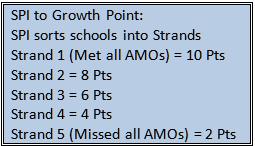 SPI to Growth Point:
SPI sorts schools into Strands
Strand 1 (Met all AMOs) = 10 Pts
Strand 2 = 8 Pts
Strand 3 = 6 Pts
Strand 4 = 4 Pts
Strand 5 (Missed all AMOs) = 2 Pts